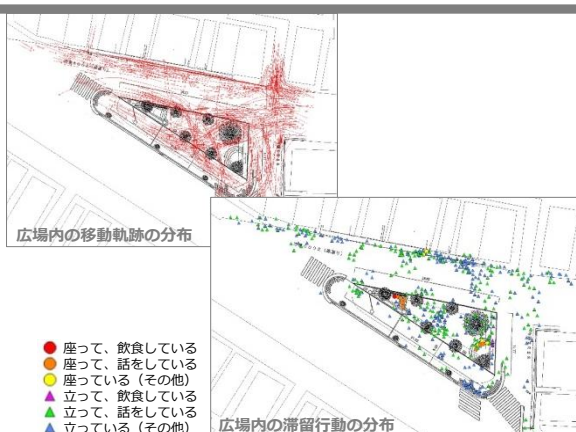 広場内の移動軌跡の分布
座って、飲食している
座って、話をしている
座っている（その他）
立って、飲食している
立って、話をしている
立っている（その他）
広場内の滞留行動の分布